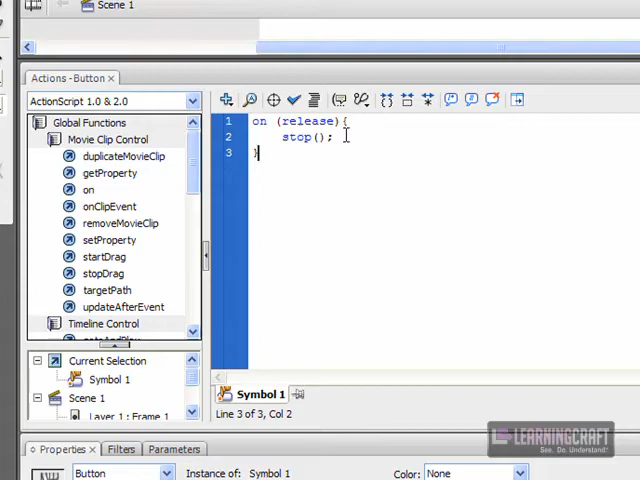 Scene 1
Actions - Button ×
ActionScript 1.0 & 2.0
Global Functions
Movie Clip Control
duplicateMovieClip
getProperty
on
onClipEvent
removeMovieClip
setProperty
startDrag
stopDrag
targetPath
updateAfterEvent
Timeline Control
1 on (release){
2 stop();
3 }
Current Selection
Symbol 1
Scene 1
Layer 1 : Frame 1
Symbol 1
Line 3 of 3, Col 2
LEARNINGCRAFT
See. Do. Understand.
Properties × Filters Parameters
Button Instance of: Symbol 1 Color: None